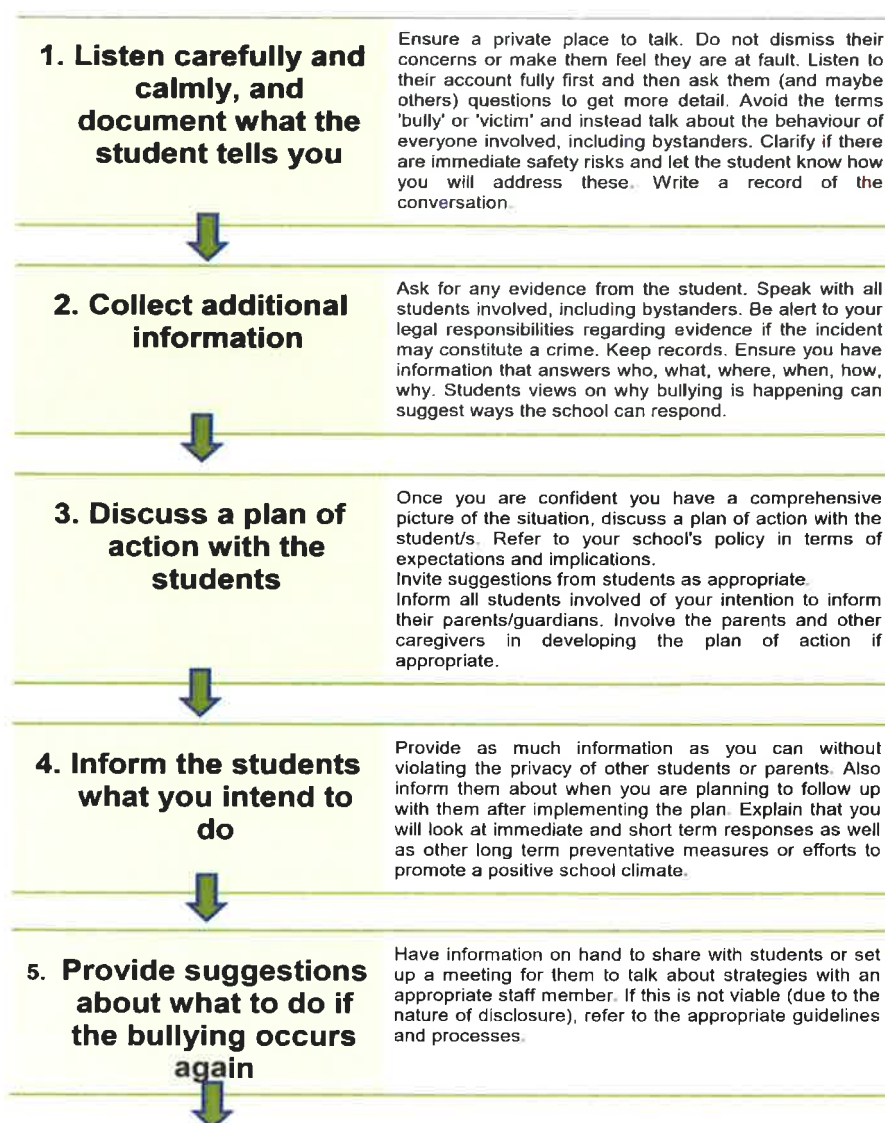 1. Listen carefully and
calmly, and
document what the
student tells you
Ensure a private place to talk. Do not dismiss their
concerns or make them feel they are at fault. Listen to
their account fully first and then ask them (and maybe
others) questions to get more detail. Avoid the terms
'bully' or 'victim' and instead talk about the behaviour of
everyone involved, including bystanders. Clarify if there
are immediate safety risks and let the student know how
you will address these. Write a record of the
conversation.
2. Collect additional
information
Ask for any evidence from the student. Speak with all
students involved, including bystanders. Be alert to your
legal responsibilities regarding evidence if the incident
may constitute a crime. Keep records. Ensure you have
information that answers who, what, where, when, how,
why. Students views on why bullying is happening can
suggest ways the school can respond.
3. Discuss a plan of
action with the
students
Once you are confident you have a comprehensive
picture of the situation, discuss a plan of action with the
student/s. Refer to your school's policy in terms of
expectations and implications.
Invite suggestions from students as appropriate.
Inform all students involved of your intention to inform
their parents/guardians. Involve the parents and other
caregivers in developing the plan of action if
appropriate.
4. Inform the students
what you intend to
do
Provide as much information as you can without
violating the privacy of other students or parents. Also
inform them about when you are planning to follow up
with them after implementing the plan. Explain that you
will look at immediate and short term responses as well
as other long term preventative measures or efforts to
promote a positive school climate.
5. Provide suggestions
about what to do if
the bullying occurs
again
Have information on hand to share with students or set
up a meeting for them to talk about strategies with an
appropriate staff member. If this is not viable (due to the
nature of disclosure), refer to the appropriate guidelines
and processes.